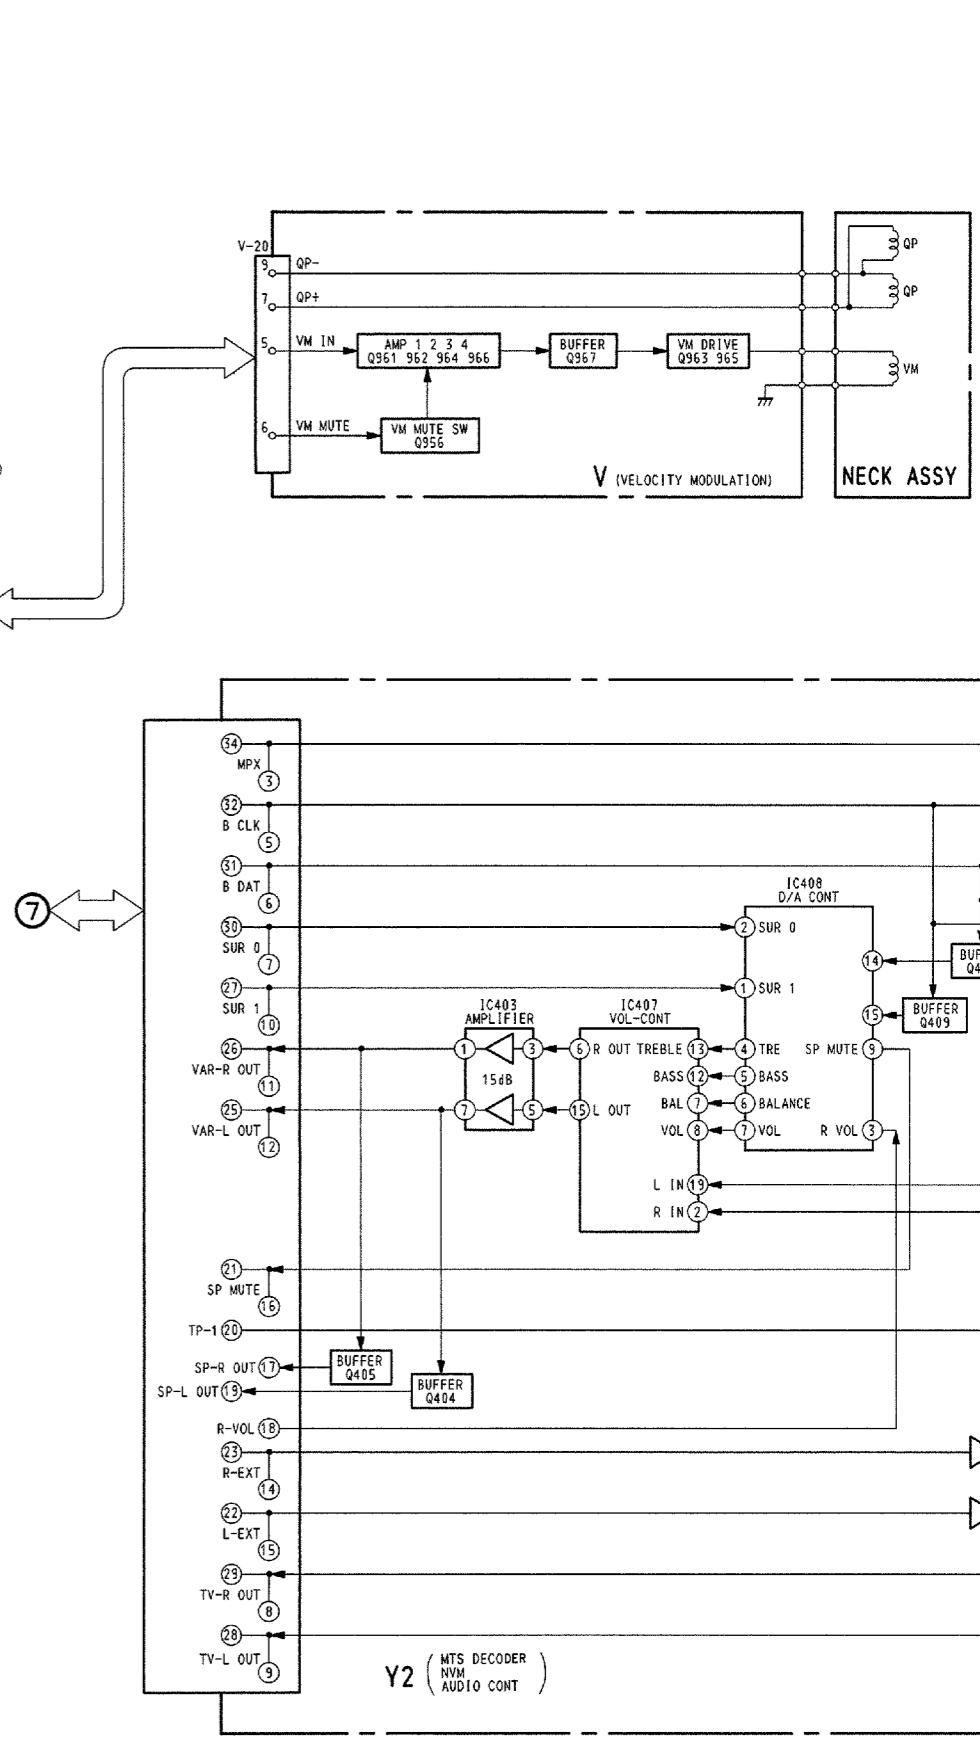 V-20
9 QP-
7 QP+
5 VM IN
AMP 1 2 3 4
Q961 962 964 966
BUFFER
Q967
VM DRIVE
Q963 965
6 VM MUTE
VM MUTE SW
Q956
V (VELOCITY MODULATION)
QP
QP
VM
NECK ASSY
7
34
MPX
3
32
B CLK
5
31
B DAT
6
30
SUR 0
7
27
SUR 1
10
26
VAR-R OUT
11
25
VAR-L OUT
12
21
SP MUTE
16
TP-1 20
SP-R OUT 17
SP-L OUT 19
R-VOL 18
23
R-EXT
14
22
L-EXT
15
29
TV-R OUT
8
28
TV-L OUT
9
IC403
AMPLIFIER
1 3
15dB
7 5
IC407
VOL-CONT
6 R OUT TREBLE 13
BASS 12
15 L OUT BAL 7
VOL 8
L IN 19
R IN 2
IC408
D/A CONT
2 SUR 0
14
1 SUR 1
15
4 TRE SP MUTE 9
5 BASS
6 BALANCE
7 VOL R VOL 3
BUF
Q4
BUFFER
Q409
BUFFER
Q405
BUFFER
Q404
Y2 (MTS DECODER
NVM
AUDIO CONT)